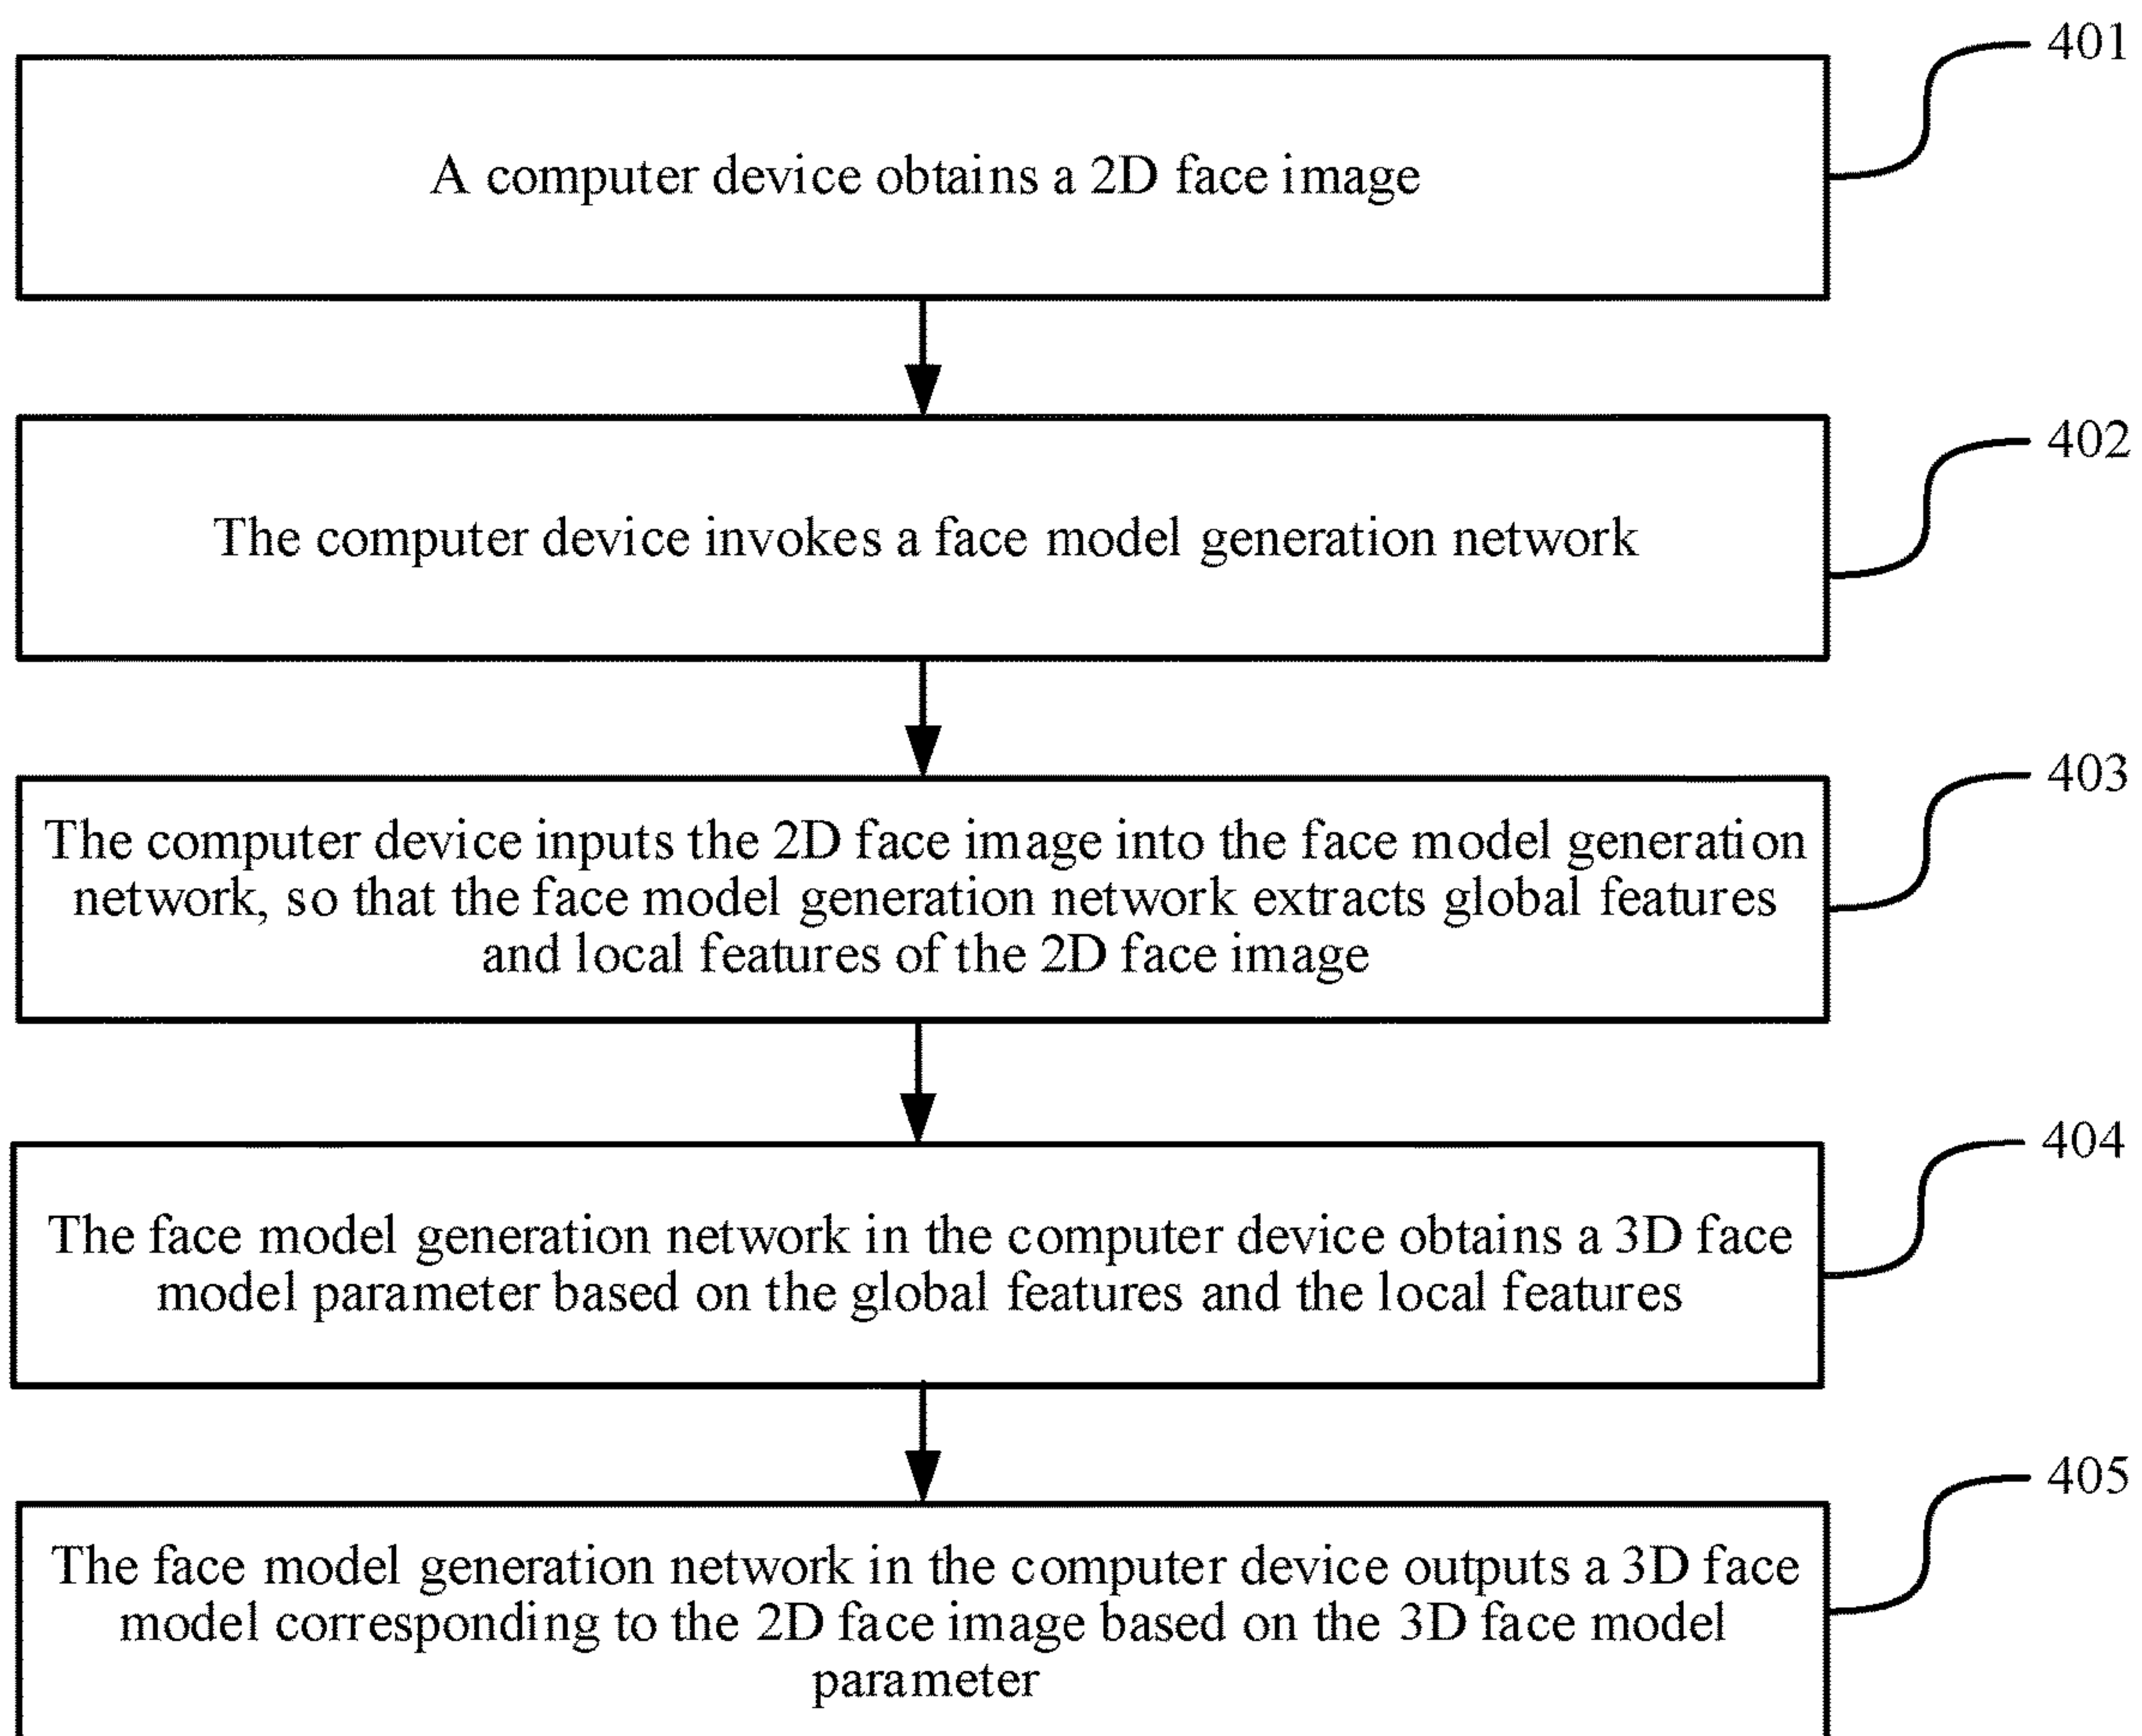 401
A computer device obtains a 2D face image
402
The computer device invokes a face model generation network
403
The computer device inputs the 2D face image into the face model generation
network, so that the face model generation network extracts global features
and local features of the 2D face image
404
The face model generation network in the computer device obtains a 3D face
model parameter based on the global features and the local features
405
The face model generation network in the computer device outputs a 3D face
model corresponding to the 2D face image based on the 3D face model
parameter